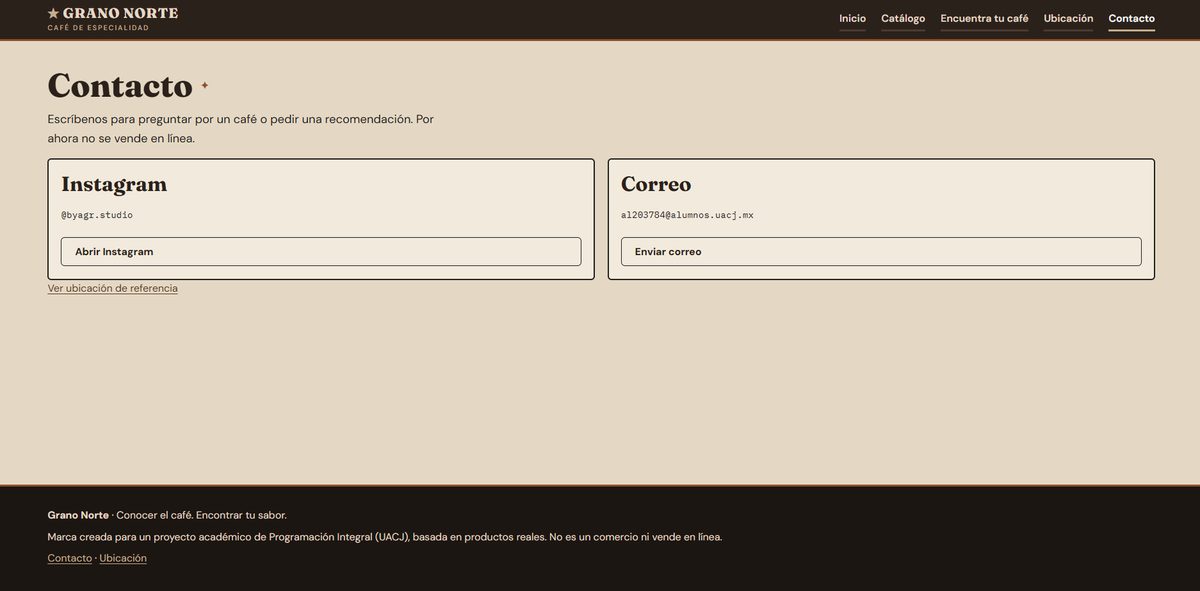 ★ GRANO NORTE
CAFÉ DE ESPECIALIDAD
Inicio Catálogo Encuentra tu café Ubicación Contacto
Contacto ✦
Escríbenos para preguntar por un café o pedir una recomendación. Por
ahora no se vende en línea.
Instagram
@byagr.studio
Abrir Instagram
Correo
al203784@alumnos.uacj.mx
Enviar correo
Ver ubicación de referencia
Grano Norte · Conocer el café. Encontrar tu sabor.
Marca creada para un proyecto académico de Programación Integral (UACJ), basada en productos reales. No es un comercio ni vende en línea.
Contacto · Ubicación